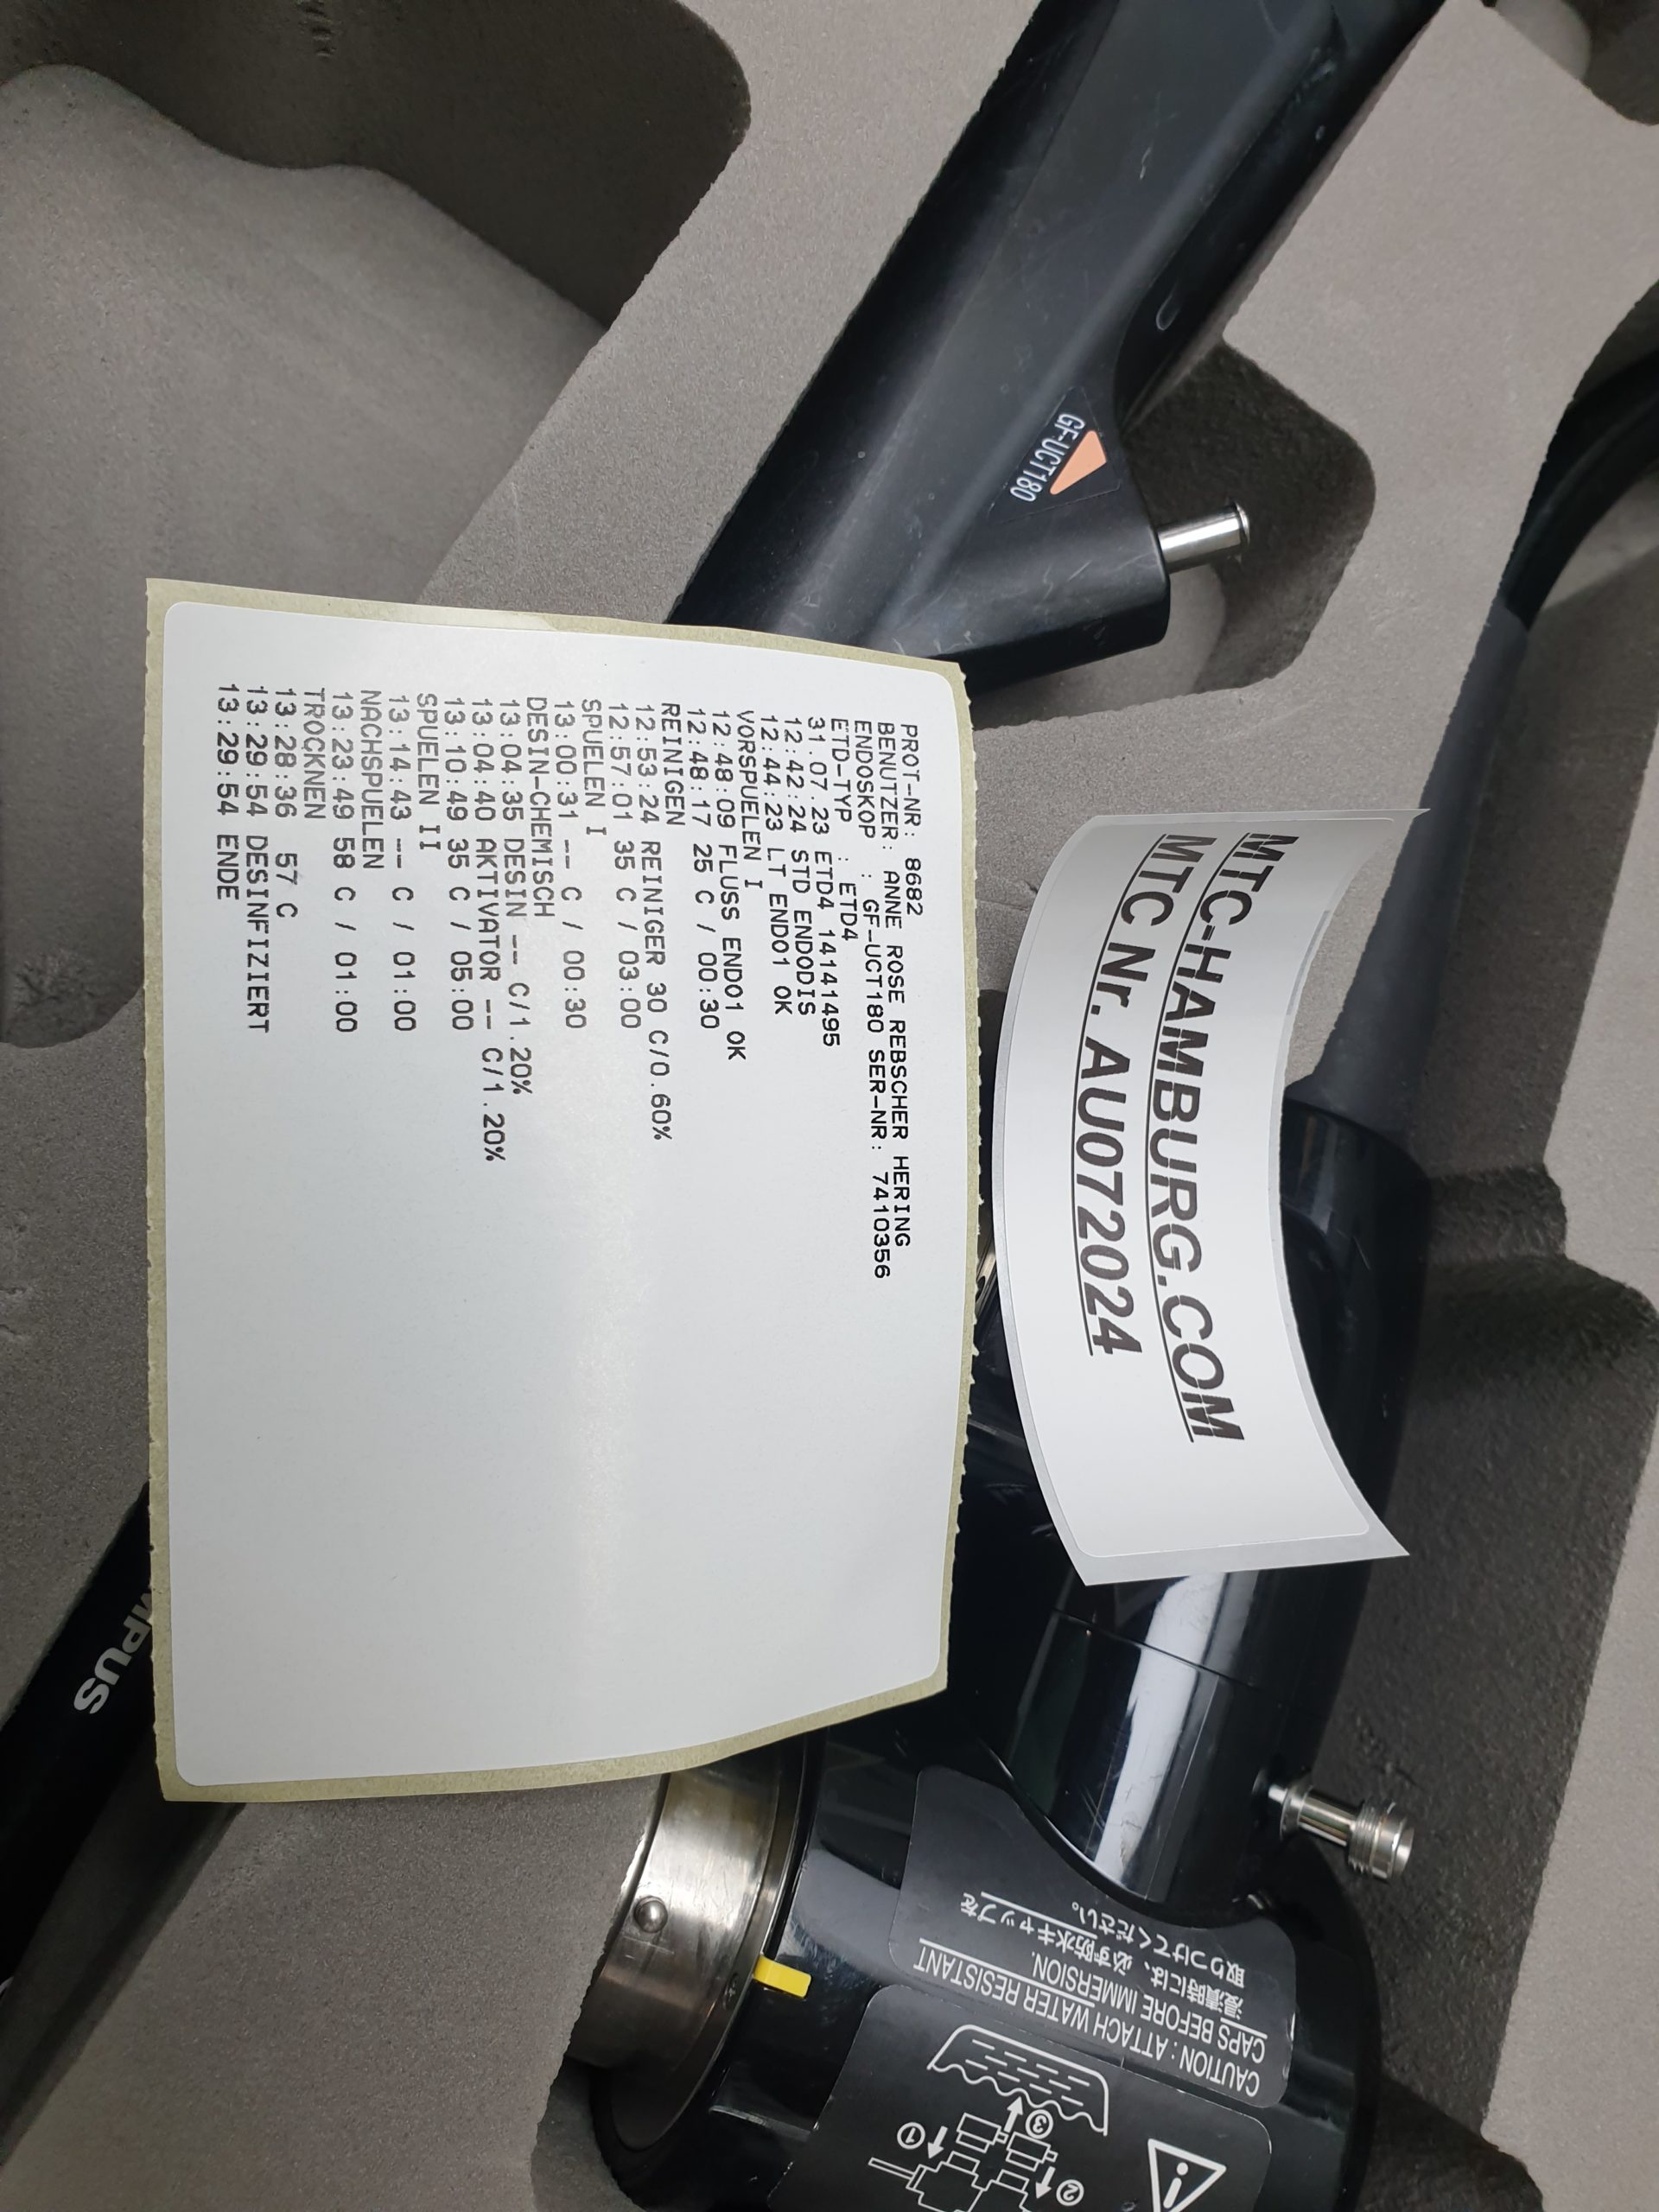 GF-UCT180
MTC-HAMBURG.COM
MTC Nr. AU072024
PROT-NR: 8682
BENUTZER: ANNE ROSE REBSCHER HERING
ENDOSKOP : GF-UCT180 SER-NR: 7410356
ETD-TYP : ETD4
31.07.23 ETD4 14141495
12:42:24 STD ENDODIS
12:44:23 LT ENDO1 OK
VORSPUELEN I
12:48:09 FLUSS ENDO1 OK
12:48:17 25 C / 00:30
REINIGEN
12:53:24 REINIGER 30 C/0.60%
12:57:01 35 C / 03:00
SPUELEN I
13:00:31 -- C / 00:30
DESIN-CHEMISCH
13:04:35 DESIN -- C/1.20%
13:04:40 AKTIVATOR -- C/1.20%
13:10:49 35 C / 05:00
SPUELEN II
13:14:43 -- C / 01:00
NACHSPUELEN
13:23:49 58 C / 01:00
TROCKNEN
13:28:36 57 C
13:29:54 DESINFIZIERT
13:29:54 ENDE
MPUS
CAUTION : ATTACH WATER RESISTANT
CAPS BEFORE IMMERSION.
浸漬時には、必ず防水キャップを
取りつけてください。
① ② ③